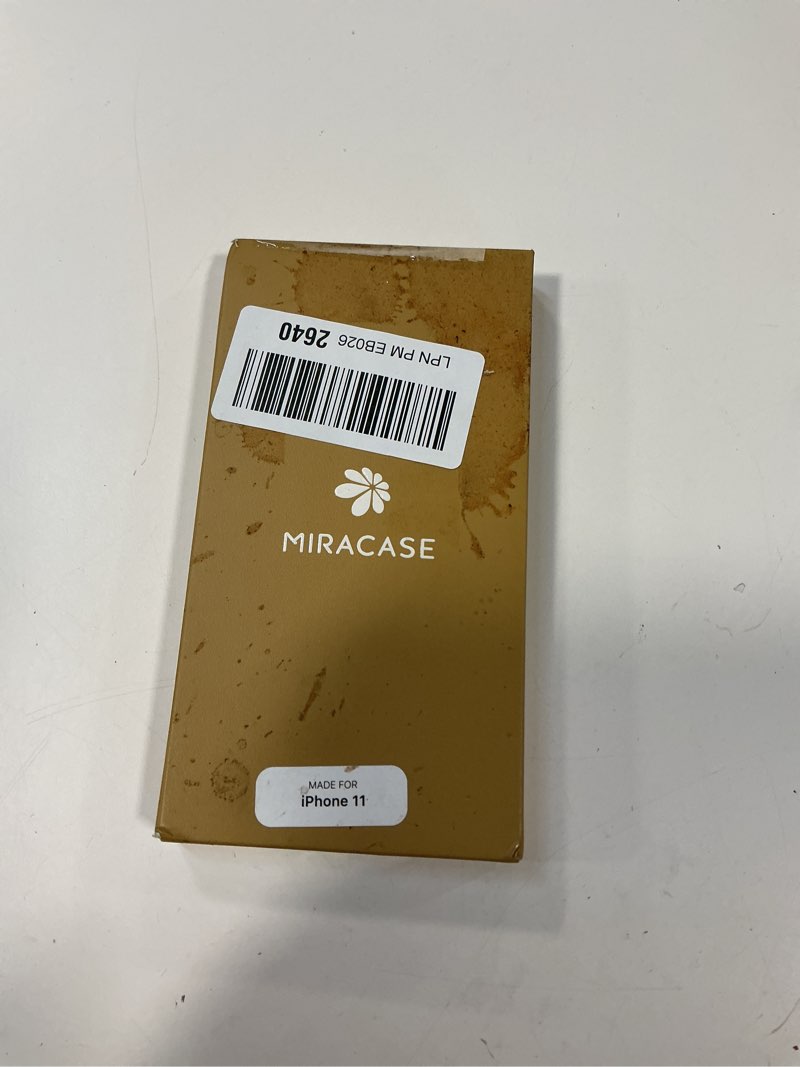 LPN PM EB026 2640
MIRACASE
MADE FOR
iPhone 11